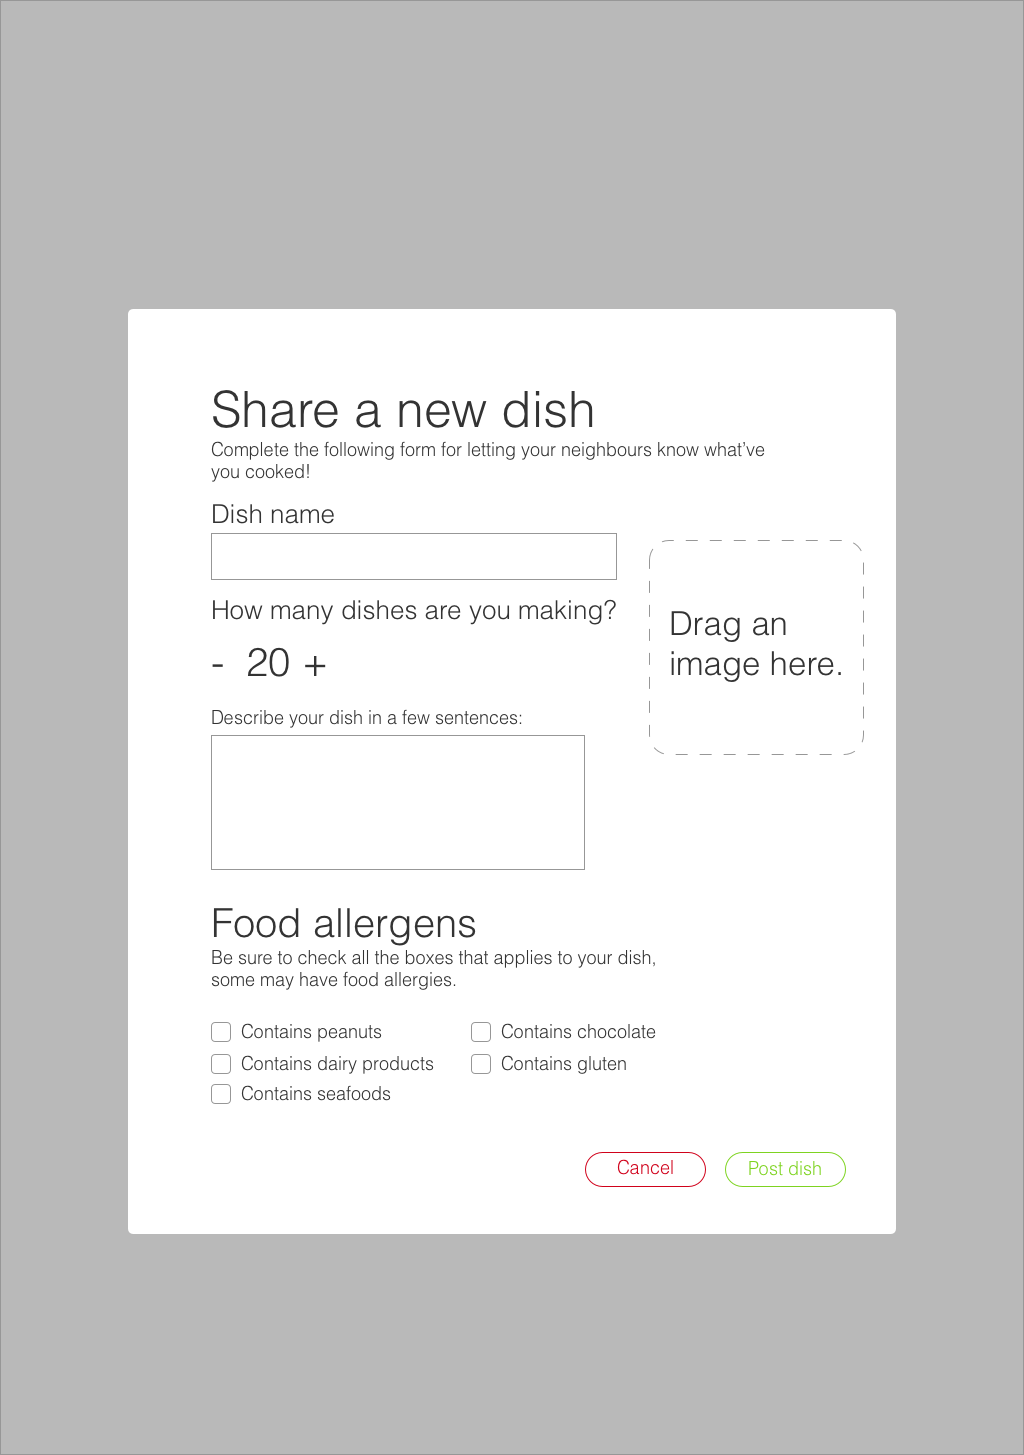 Share a new dish
Complete the following form for letting your neighbours know what’ve
you cooked!
Dish name
How many dishes are you making?
- 20 +
Drag an
image here.
Describe your dish in a few sentences:
Food allergens
Be sure to check all the boxes that applies to your dish,
some may have food allergies.
Contains peanuts
Contains chocolate
Contains dairy products
Contains gluten
Contains seafoods
Cancel
Post dish